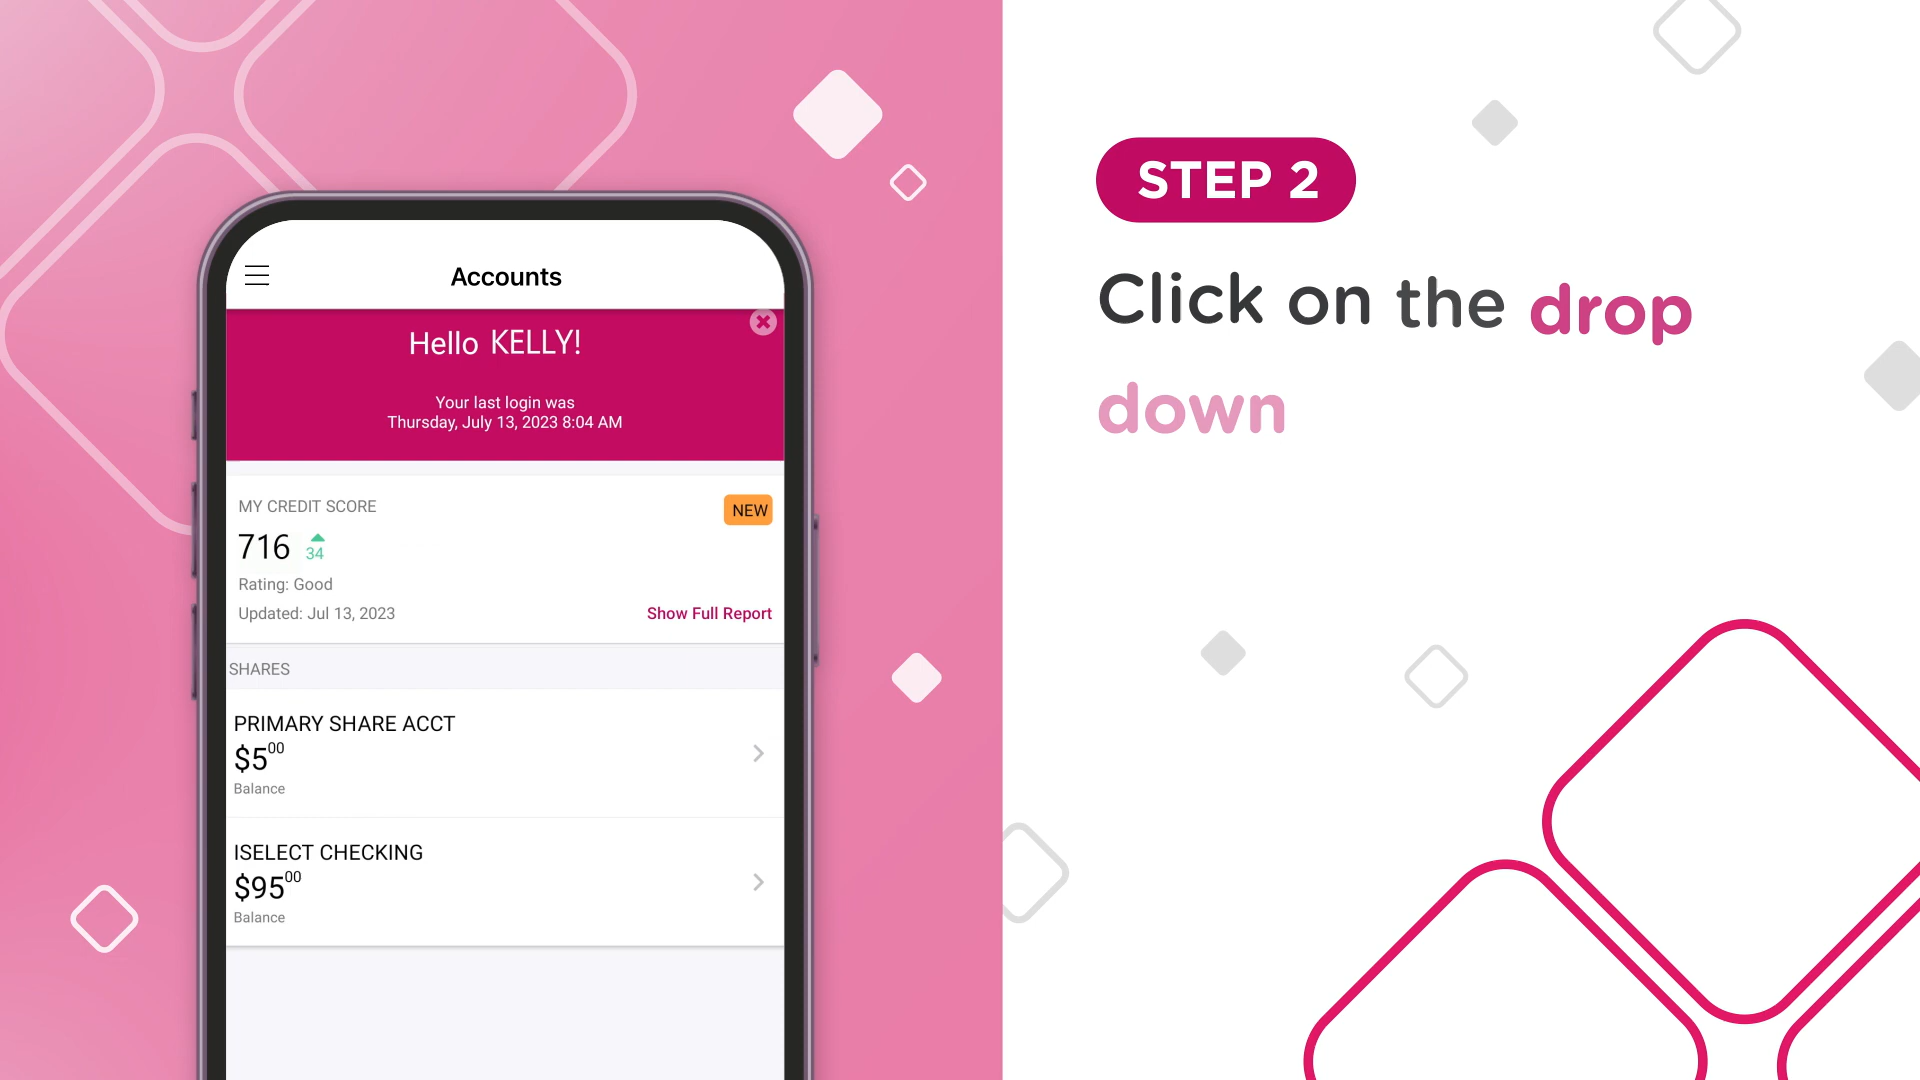 Accounts
Hello KELLY!
Your last login was
Thursday, July 13, 2023 8:04 AM
MY CREDIT SCORE
NEW
716 34
Rating: Good
Updated: Jul 13, 2023
Show Full Report
SHARES
PRIMARY SHARE ACCT
$500
Balance
ISELECT CHECKING
$9500
Balance
STEP 2
Click on the drop
down